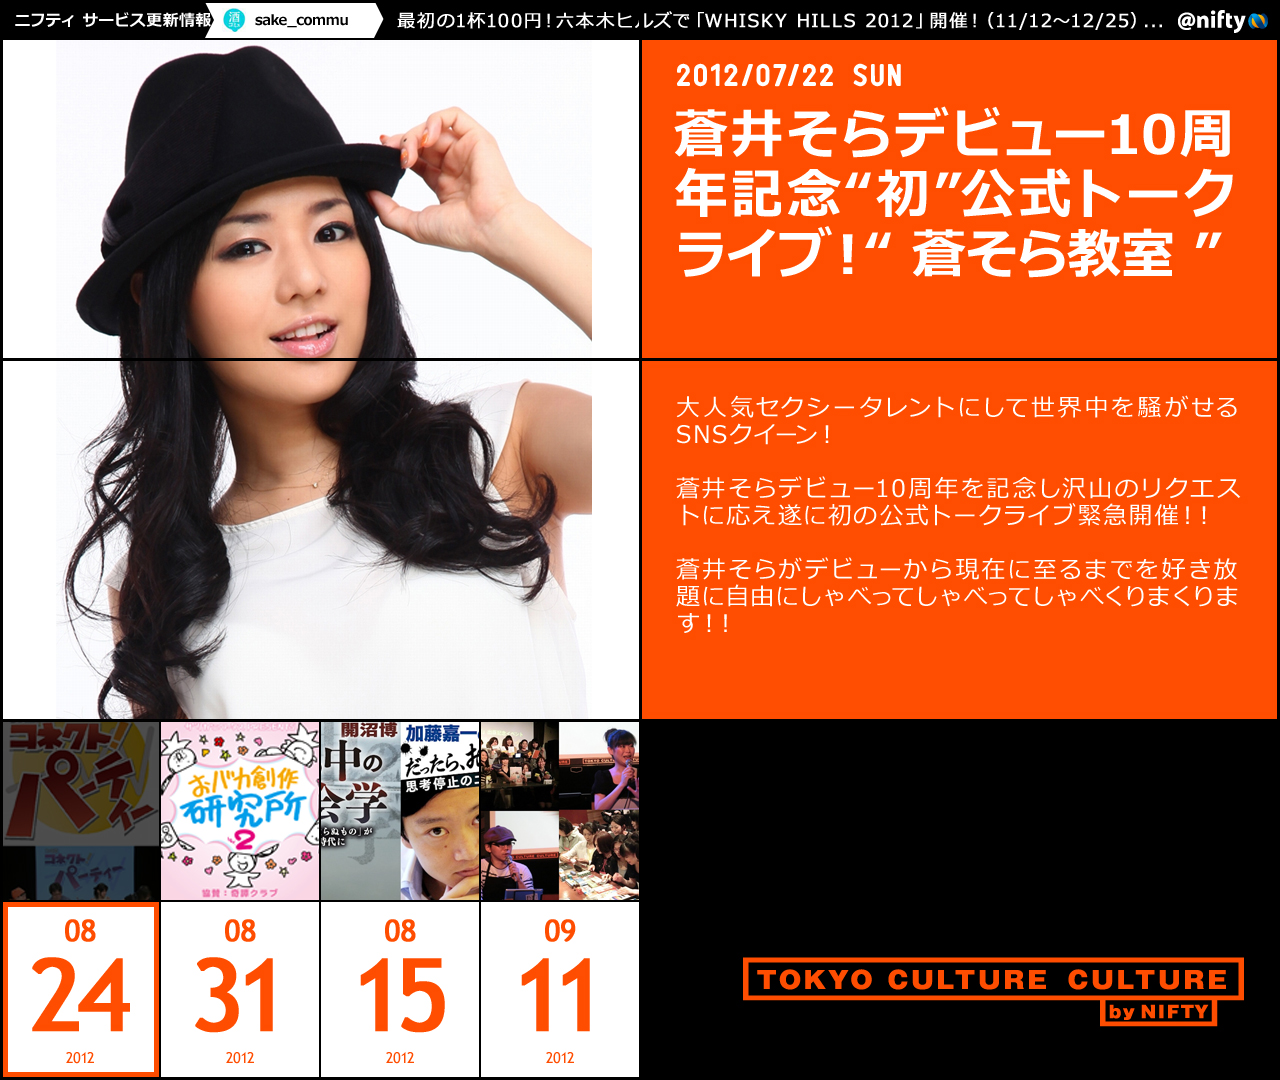 ニフティ サービス更新情報
酒
sake_commu
最初の1杯100円！六本木ヒルズで「WHISKY HILLS 2012」開催！（11/12〜12/25）...
@nifty
2012/07/22 SUN
蒼井そらデビュー10周
年記念“初”公式トーク
ライブ！“ 蒼そら教室 ”
大人気セクシータレントにして世界中を騒がせる
SNSクイーン！
蒼井そらデビュー10周年を記念し沢山のリクエス
トに応え遂に初の公式トークライブ緊急開催！！
蒼井そらがデビューから現在に至るまでを好き放
題に自由にしゃべってしゃべってしゃべくりまくりま
す！！
コネクト！
パーティー
コネクト！
パーティー
おバカ創作
研究所
2
協賛：奇譚クラブ
開沼博
中の
会学
らぬもの」が
時代に
加藤嘉一
だったら、お
思考停止のニ
CULTURE CULTURE
08
24
2012
08
31
2012
08
15
2012
09
11
2012
TOKYO CULTURE CULTURE
by NIFTY